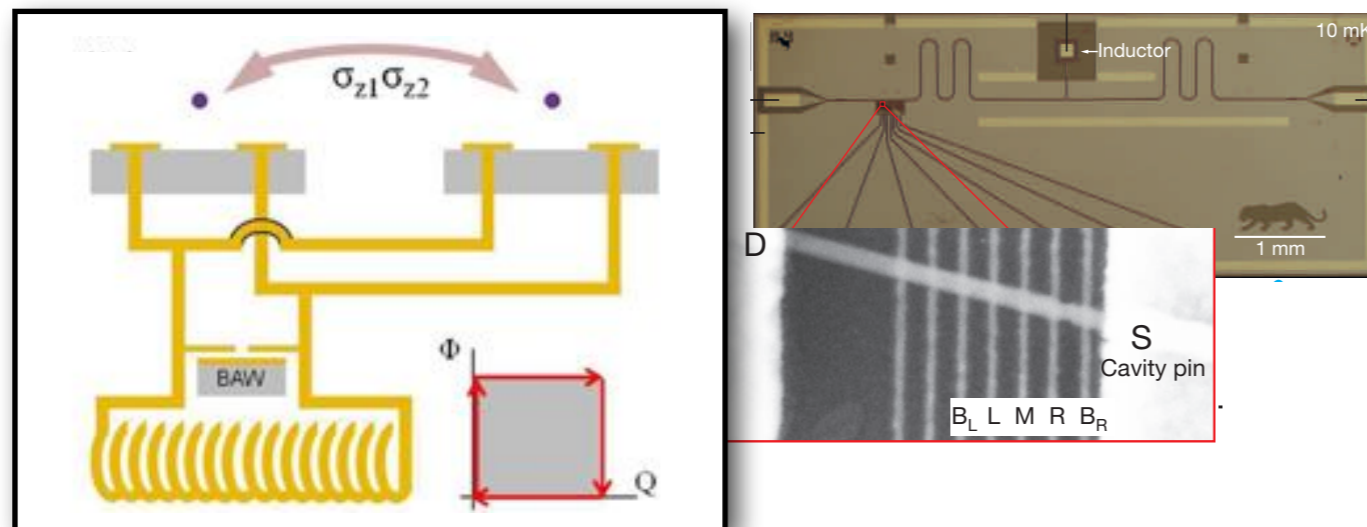 σz1σz2
BAW
Φ
Q
10 mK
←Inductor
1 mm
D
S
Cavity pin
BL L M R BR